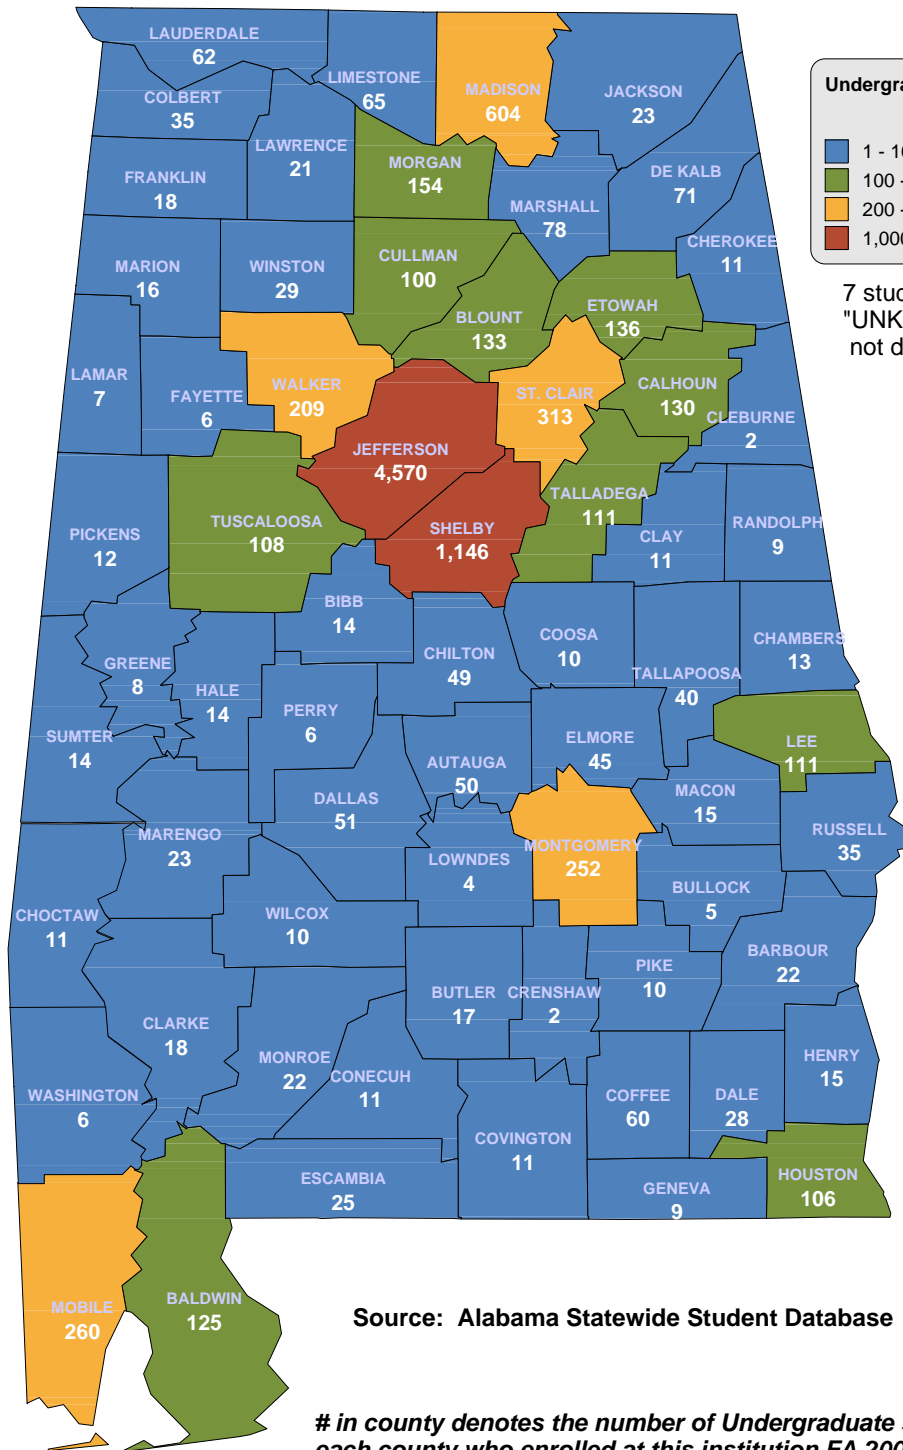 LAUDERDALE
62
LIMESTONE
65
MADISON
604
JACKSON
23
COLBERT
35
LAWRENCE
21
FRANKLIN
18
MORGAN
154
DE KALB
71
MARSHALL
78
CHEROKEE
11
MARION
16
WINSTON
29
CULLMAN
100
BLOUNT
133
ETOWAH
136
LAMAR
7
FAYETTE
6
WALKER
209
ST. CLAIR
313
CALHOUN
130
CLEBURNE
2
JEFFERSON
4,570
TALLADEGA
111
PICKENS
12
TUSCALOOSA
108
SHELBY
1,146
CLAY
11
RANDOLPH
9
BIBB
14
COOSA
10
CHAMBERS
13
GREENE
8
HALE
14
CHILTON
49
TALLAPOOSA
40
PERRY
6
SUMTER
14
ELMORE
45
LEE
111
AUTAUGA
50
DALLAS
51
MACON
15
MARENGO
23
RUSSELL
35
LOWNDES
4
MONTGOMERY
252
BULLOCK
5
CHOCTAW
11
WILCOX
10
BARBOUR
22
PIKE
10
BUTLER
17
CRENSHAW
2
CLARKE
18
MONROE
22
CONECUH
11
HENRY
15
WASHINGTON
6
COFFEE
60
DALE
28
COVINGTON
11
ESCAMBIA
25
GENEVA
9
HOUSTON
106
MOBILE
260
BALDWIN
125
1 -
100 -
200 -
7
not
Source: Alabama Statewide Student Database
# in county denotes the number of Undergraduate
each county who enrolled at this institution FA